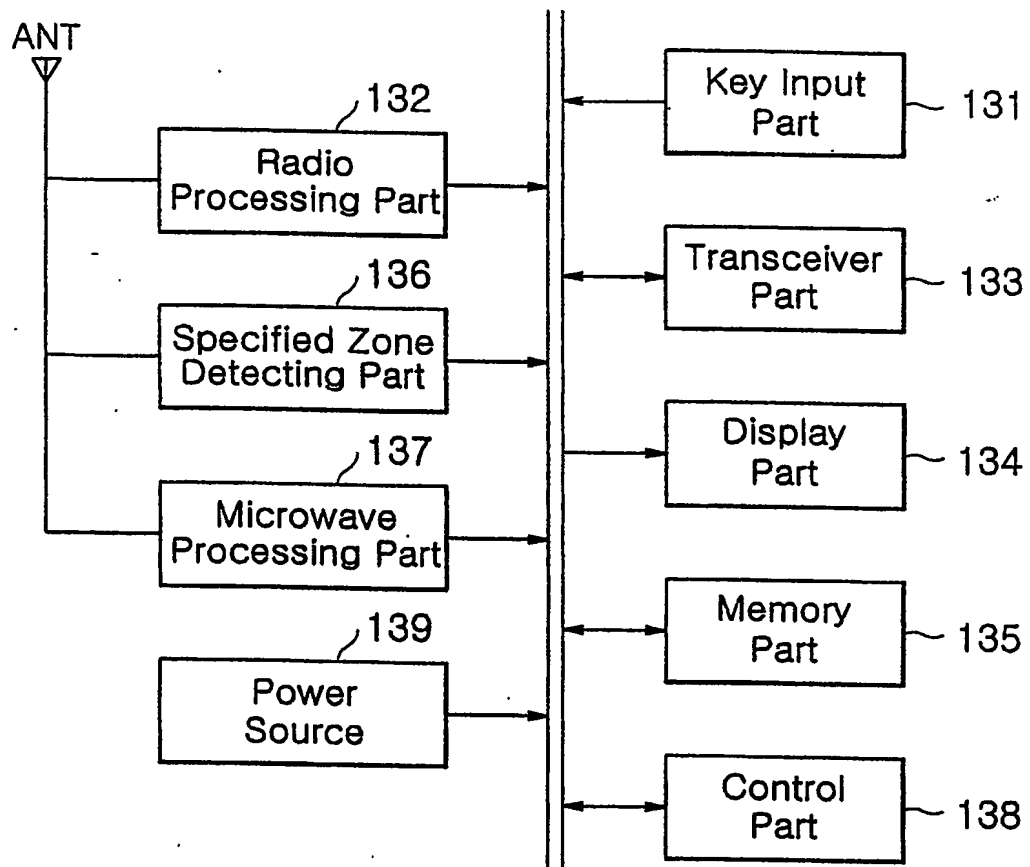 ANT
132
Radio
Processing Part
136
Specified Zone
Detecting Part
137
Microwave
Processing Part
139
Power
Source
Key Input
Part
131
Transceiver
Part
133
Display
Part
134
Memory
Part
135
Control
Part
138